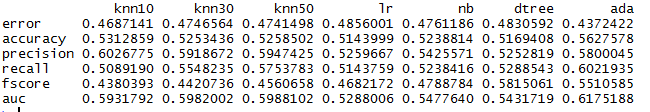 knn10 knn30 knn50 lr nb dtree ada
error 0.4687141 0.4746564 0.4741498 0.4856001 0.4761186 0.4830592 0.4372422
accuracy 0.5312859 0.5253436 0.5258502 0.5143999 0.5238814 0.5169408 0.5627578
precision 0.6026775 0.5918672 0.5947425 0.5259667 0.5425571 0.5252819 0.5800045
recall 0.5089190 0.5548235 0.5753783 0.5143759 0.5238416 0.5288543 0.6021935
fscore 0.4380393 0.4420736 0.4560658 0.4682172 0.4788784 0.5815061 0.5510585
auc 0.5931792 0.5982002 0.5988102 0.5288006 0.5477640 0.5431719 0.6175188